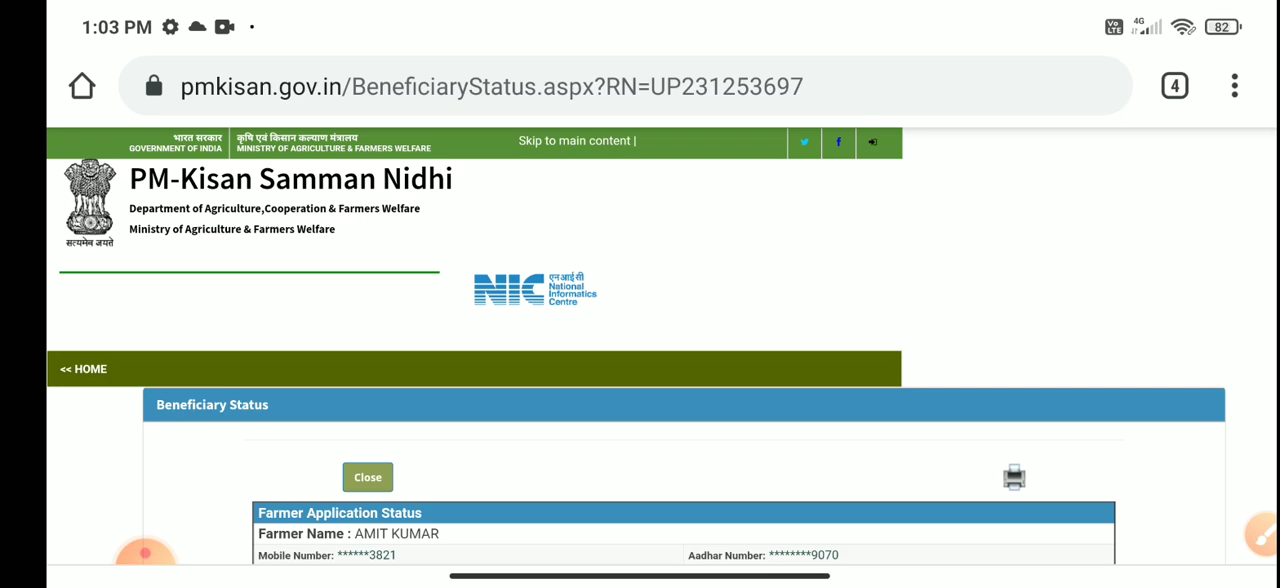 1:03 PM
Vo LTE 4G 82
pmkisan.gov.in/BeneficiaryStatus.aspx?RN=UP231253697
4
भारत सरकार
GOVERNMENT OF INDIA
कृषि एवं किसान कल्याण मंत्रालय
MINISTRY OF AGRICULTURE & FARMERS WELFARE
Skip to main content |
PM-Kisan Samman Nidhi
Department of Agriculture,Cooperation & Farmers Welfare
Ministry of Agriculture & Farmers Welfare
सत्यमेव जयते
NIC
एनआईसी
National
Informatics
Centre
<< HOME
Beneficiary Status
Close
Farmer Application Status
Farmer Name : AMIT KUMAR
Mobile Number: ******3821 Aadhar Number: ********9070